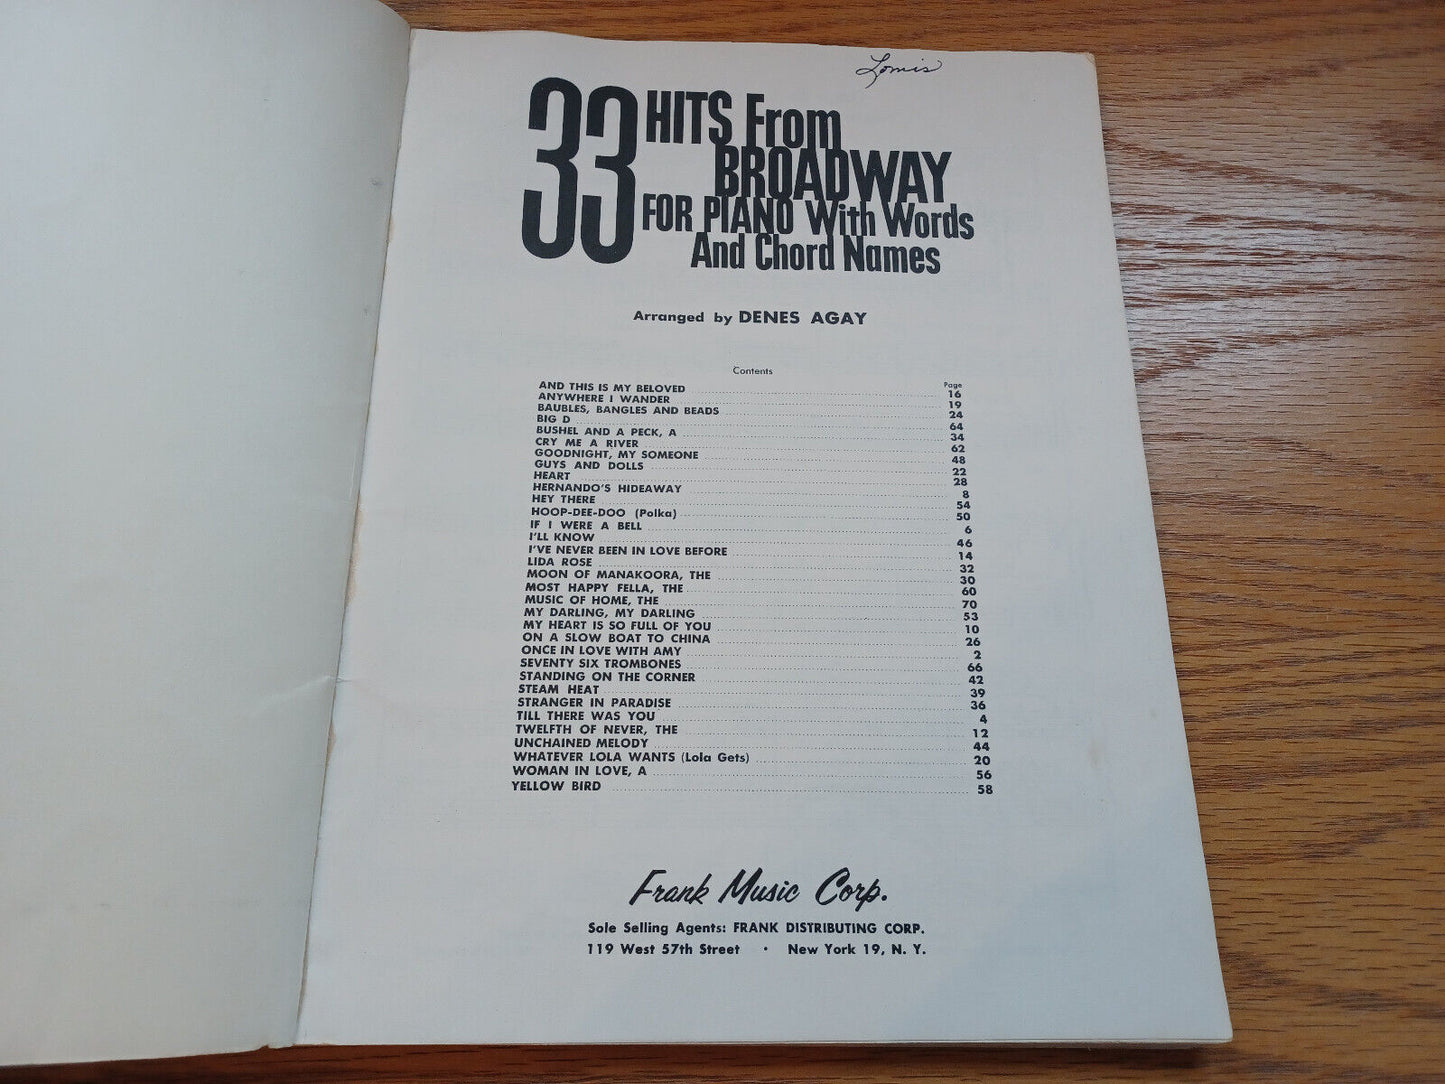 Lomis
33 HITS From
BROADWAY
FOR PIANO With Words
And Chord Names
Arranged by DENES AGAY
Contents
Page
AND THIS IS MY BELOVED 16
ANYWHERE I WANDER 19
BAUBLES, BANGLES AND BEADS 24
BIG D 64
BUSHEL AND A PECK, A 34
CRY ME A RIVER 62
GOODNIGHT, MY SOMEONE 48
GUYS AND DOLLS 22
HEART 28
HERNANDO'S HIDEAWAY 8
HEY THERE 54
HOOP-DEE-DOO (Polka) 50
IF I WERE A BELL 6
I'LL KNOW 46
I'VE NEVER BEEN IN LOVE BEFORE 14
LIDA ROSE 32
MOON OF MANAKOORA, THE 30
MOST HAPPY FELLA, THE 60
MUSIC OF HOME, THE 70
MY DARLING, MY DARLING 53
MY HEART IS SO FULL OF YOU 10
ON A SLOW BOAT TO CHINA 26
ONCE IN LOVE WITH AMY 2
SEVENTY SIX TROMBONES 66
STANDING ON THE CORNER 42
STEAM HEAT 39
STRANGER IN PARADISE 36
TILL THERE WAS YOU 4
TWELFTH OF NEVER, THE 12
UNCHAINED MELODY 44
WHATEVER LOLA WANTS (Lola Gets) 20
WOMAN IN LOVE, A 56
YELLOW BIRD 58
Frank Music Corp.
Sole Selling Agents: FRANK DISTRIBUTING CORP.
119 West 57th Street · New York 19, N. Y.